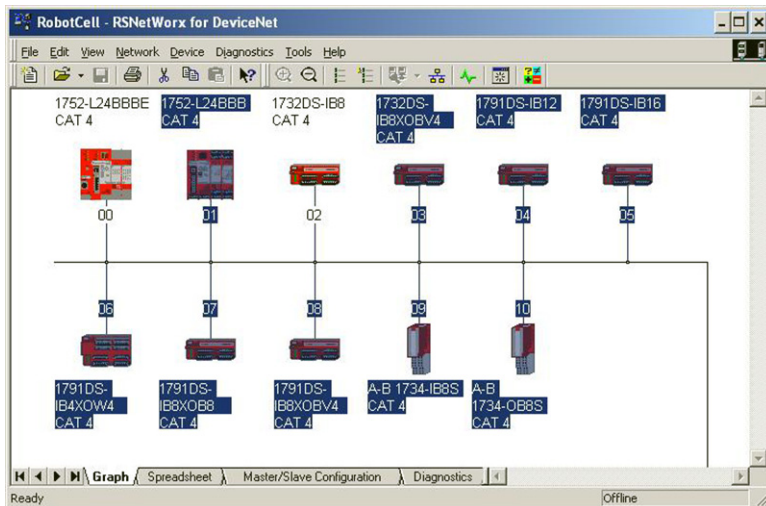 RobotCell - RSNetWorx for DeviceNet
File Edit View Network Device Diagnostics Tools Help
1752-L24BBBE
CAT 4
1752-L24BBB
CAT 4
1732DS-IB8
CAT 4
1732DS-
IB8XOBV4
CAT 4
1791DS-IB12
CAT 4
1791DS-IB16
CAT 4
00
01
02
03
04
05
06
07
08
09
10
1791DS-
IB4XOW4
CAT 4
1791DS-
IB8XOB8
CAT 4
1791DS-
IB8XOBV4
CAT 4
A-B 1734-IB8S
CAT 4
A-B
1734-OB8S
CAT 4
Graph Spreadsheet Master/Slave Configuration Diagnostics
Ready Offline